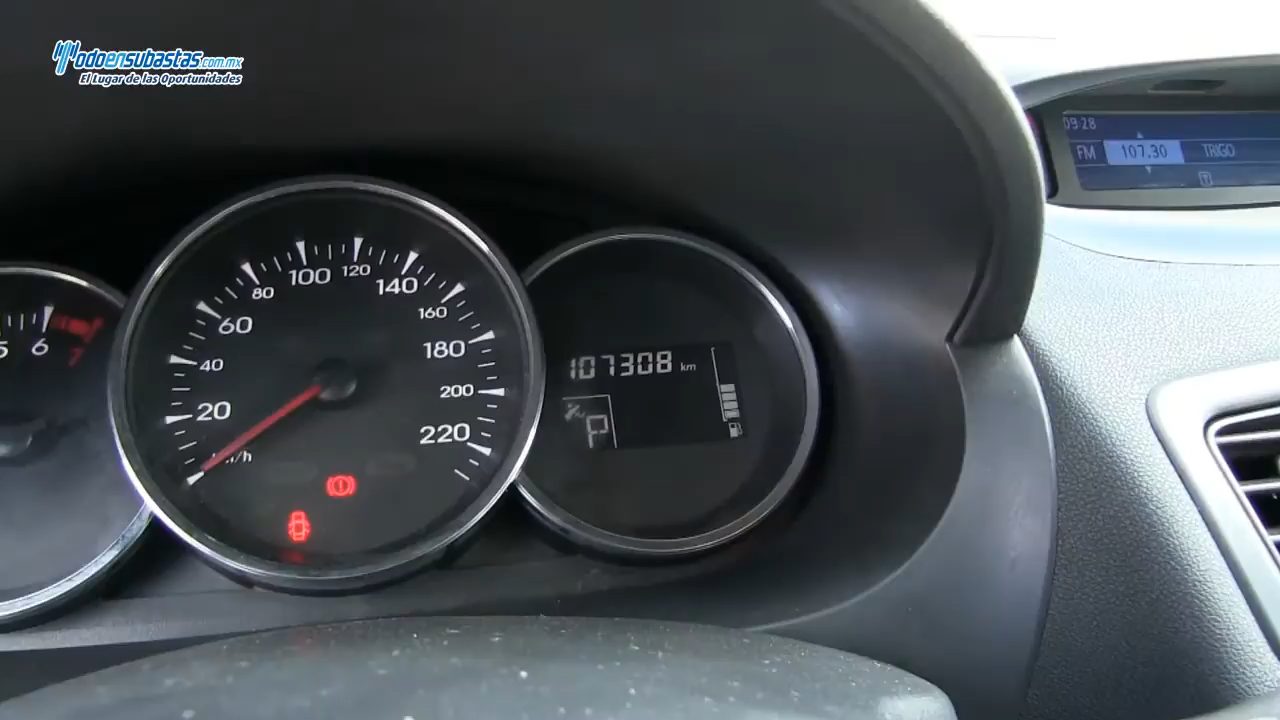 Todoensubastas.com.mx
El Lugar de las Oportunidades
09:28
FM 107.30 TRIGO
5 6 7
20 40 60 80 100 120 140 160 180 200 220
km/h
107308 km
P